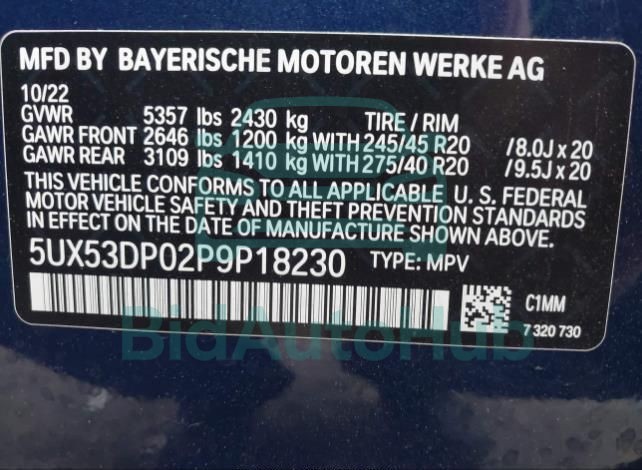 MFD BY BAYERISCHE MOTOREN WERKE AG
10/22
GVWR 5357 lbs 2430 kg TIRE / RIM
GAWR FRONT 2646 lbs 1200 kg WITH 245/45 R20 /8.0J x 20
GAWR REAR 3109 lbs 1410 kg WITH 275/40 R20 /9.5J x 20
THIS VEHICLE CONFORMS TO ALL APPLICABLE U. S. FEDERAL
MOTOR VEHICLE SAFETY AND THEFT PREVENTION STANDARDS
IN EFFECT ON THE DATE OF MANUFACTURE SHOWN ABOVE.
5UX53DP02P9P18230 TYPE: MPV
C1MM
7 320 730
BidAutoHub